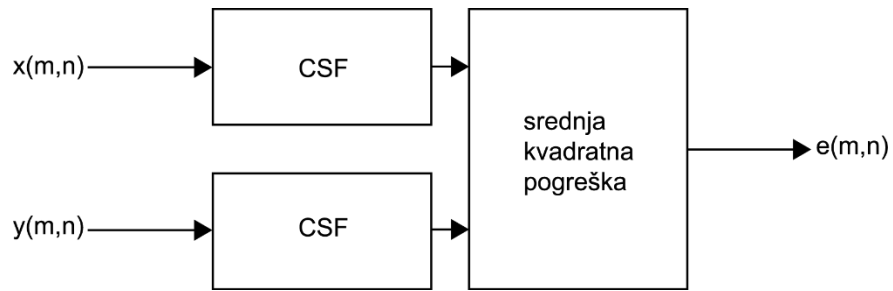 x(m,n)
CSF
srednja
kvadratna
pogreška
e(m,n)
y(m,n)
CSF